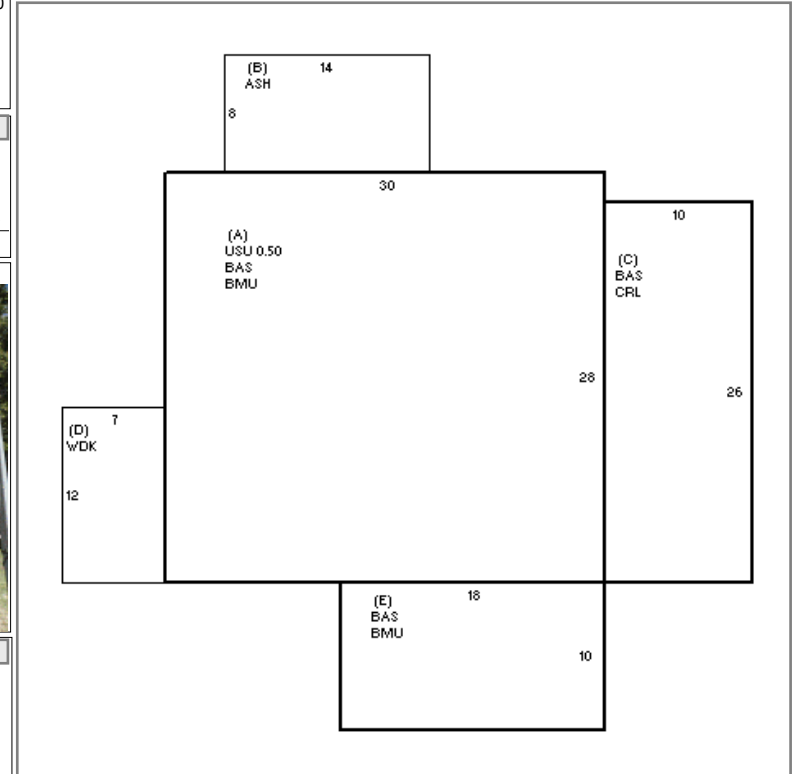 (B)
14
ASH
8
30
10
(A)
USU 0.50
BAS
BMU
(C)
BAS
CRL
28
26
7
(D)
WDK
12
18
(E)
BAS
BMU
10